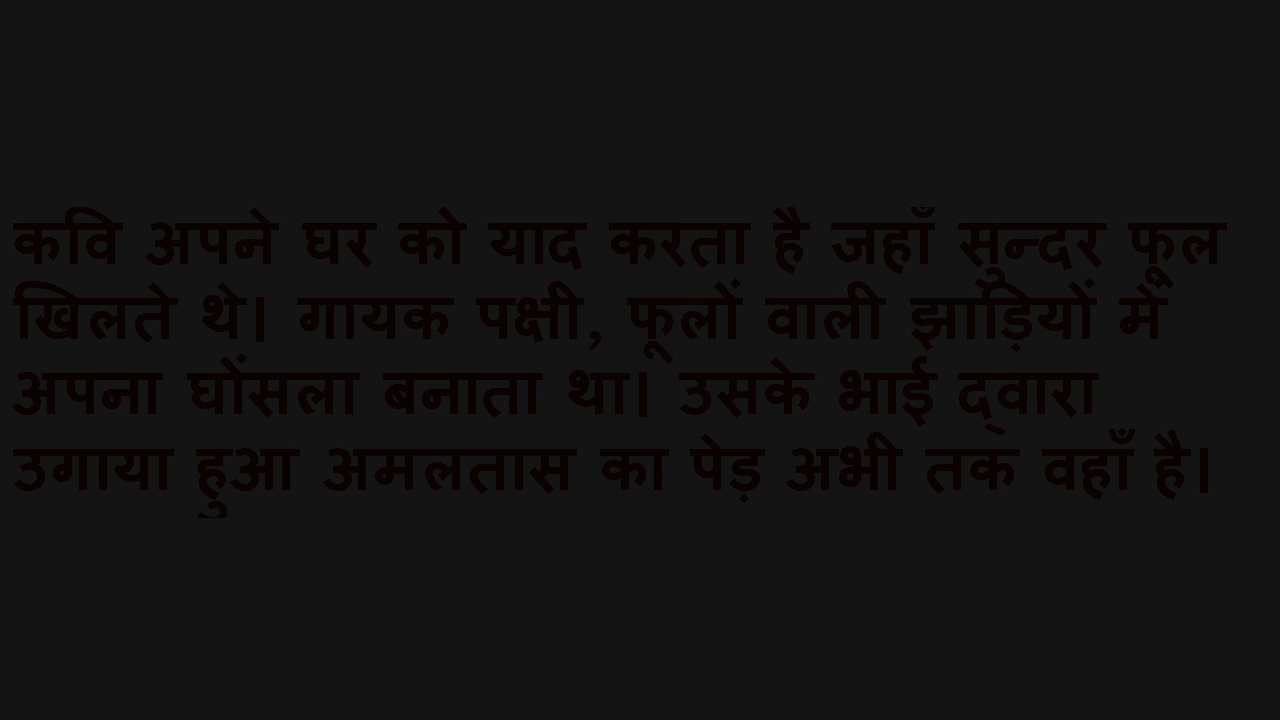 कवि अपने घर को याद करता है जहाँ सुन्दर फूल
खिलते थे। गायक पक्षी, फूलों वाली झाड़ियों में
अपना घोंसला बनाता था। उसके भाई द्वारा
उगाया हुआ अमलतास का पेड़ अभी तक वहाँ है।